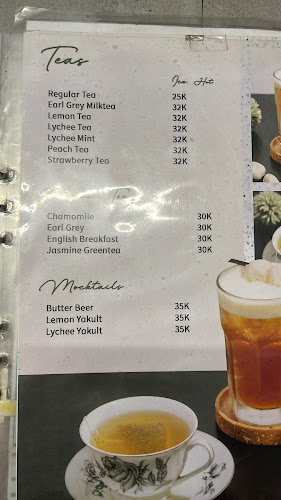 Teas
Ice Hot
Regular Tea 25K
Earl Grey Milktea 32K
Lemon Tea 32K
Lychee Tea 32K
Lychee Mint 32K
Peach Tea 32K
Strawberry Tea 32K
Tea
Chamomile 30K
Earl Grey 30K
English Breakfast 30K
Jasmine Greentea 30K
Mocktails
Butter Beer 35K
Lemon Yakult 35K
Lychee Yakult 35K